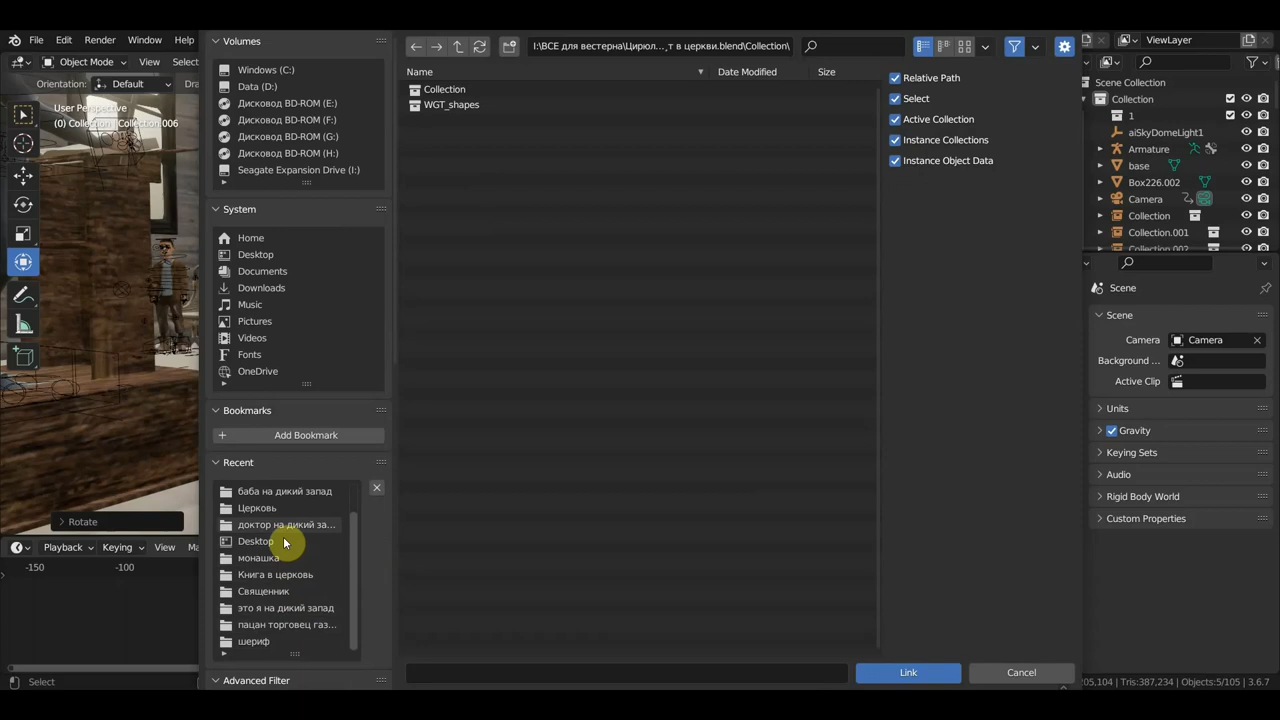 File Edit Render Window Help
Object Mode View Select
Orientation: Default
User Perspective
(0) Collection | Collection.006
Rotate
Playback Keying View
-150 -100
Select
Volumes
Windows (C:)
Data (D:)
Дисковод BD-ROM (E:)
Дисковод BD-ROM (F:)
Дисковод BD-ROM (G:)
Дисковод BD-ROM (H:)
Seagate Expansion Drive (I:)
System
Home
Desktop
Documents
Downloads
Music
Pictures
Videos
Fonts
OneDrive
Bookmarks
Add Bookmark
Recent
баба на дикий запад
Церковь
доктор на дикий за...
Desktop
монашка
Книга в церковь
Священник
это я на дикий запад
пацан торговец газ...
шериф
Advanced Filter
I:\ВСЕ для вестерна\Цирюл..._т в церкви.blend\Collection\
Name Date Modified Size
Collection
WGT_shapes
Relative Path
Select
Active Collection
Instance Collections
Instance Object Data
Link Cancel
ViewLayer
Scene Collection
Collection
1
aiSkyDomeLight1
Armature
base
Box226.002
Camera
Collection
Collection.001
Collection.002
Scene
Scene
Camera Camera
Background ...
Active Clip
Units
Gravity
Keying Sets
Audio
Rigid Body World
Custom Properties
205,104 | Tris:387,234 | Objects:5/105 | 3.6.7